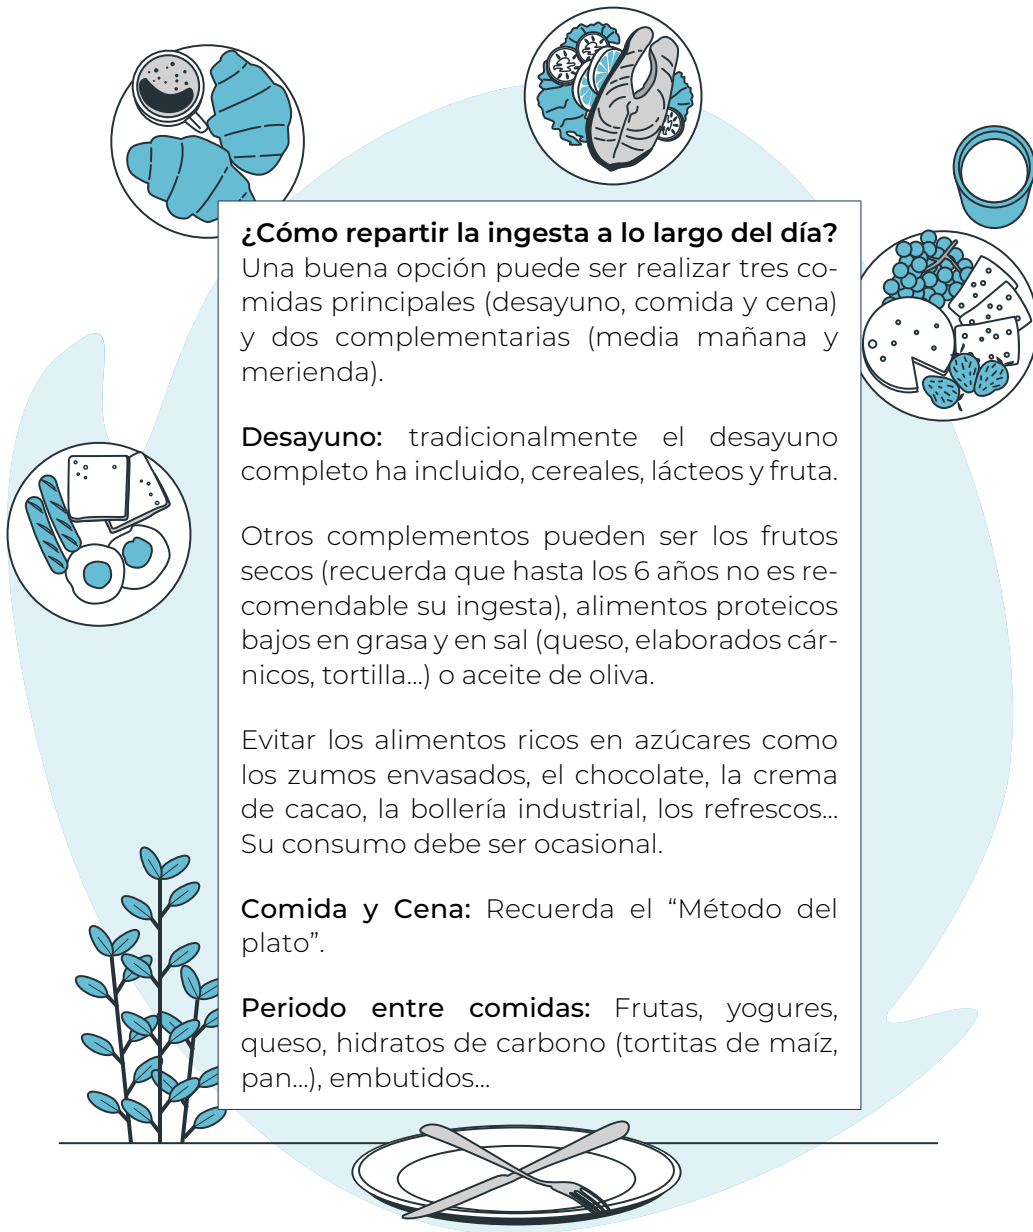 ¿Cómo repartir la ingesta a lo largo del día?
Una buena opción puede ser realizar tres co-
midas principales (desayuno, comida y cena)
y dos complementarias (media mañana y
merienda).
Desayuno: tradicionalmente el desayuno
completo ha incluido, cereales, lácteos y fruta.
Otros complementos pueden ser los frutos
secos (recuerda que hasta los 6 años no es re-
comendable su ingesta), alimentos proteicos
bajos en grasa y en sal (queso, elaborados cár-
nicos, tortilla...) o aceite de oliva.
Evitar los alimentos ricos en azúcares como
los zumos envasados, el chocolate, la crema
de cacao, la bollería industrial, los refrescos...
Su consumo debe ser ocasional.
Comida y Cena: Recuerda el “Método del
plato”.
Periodo entre comidas: Frutas, yogures,
queso, hidratos de carbono (tortitas de maíz,
pan...), embutidos...